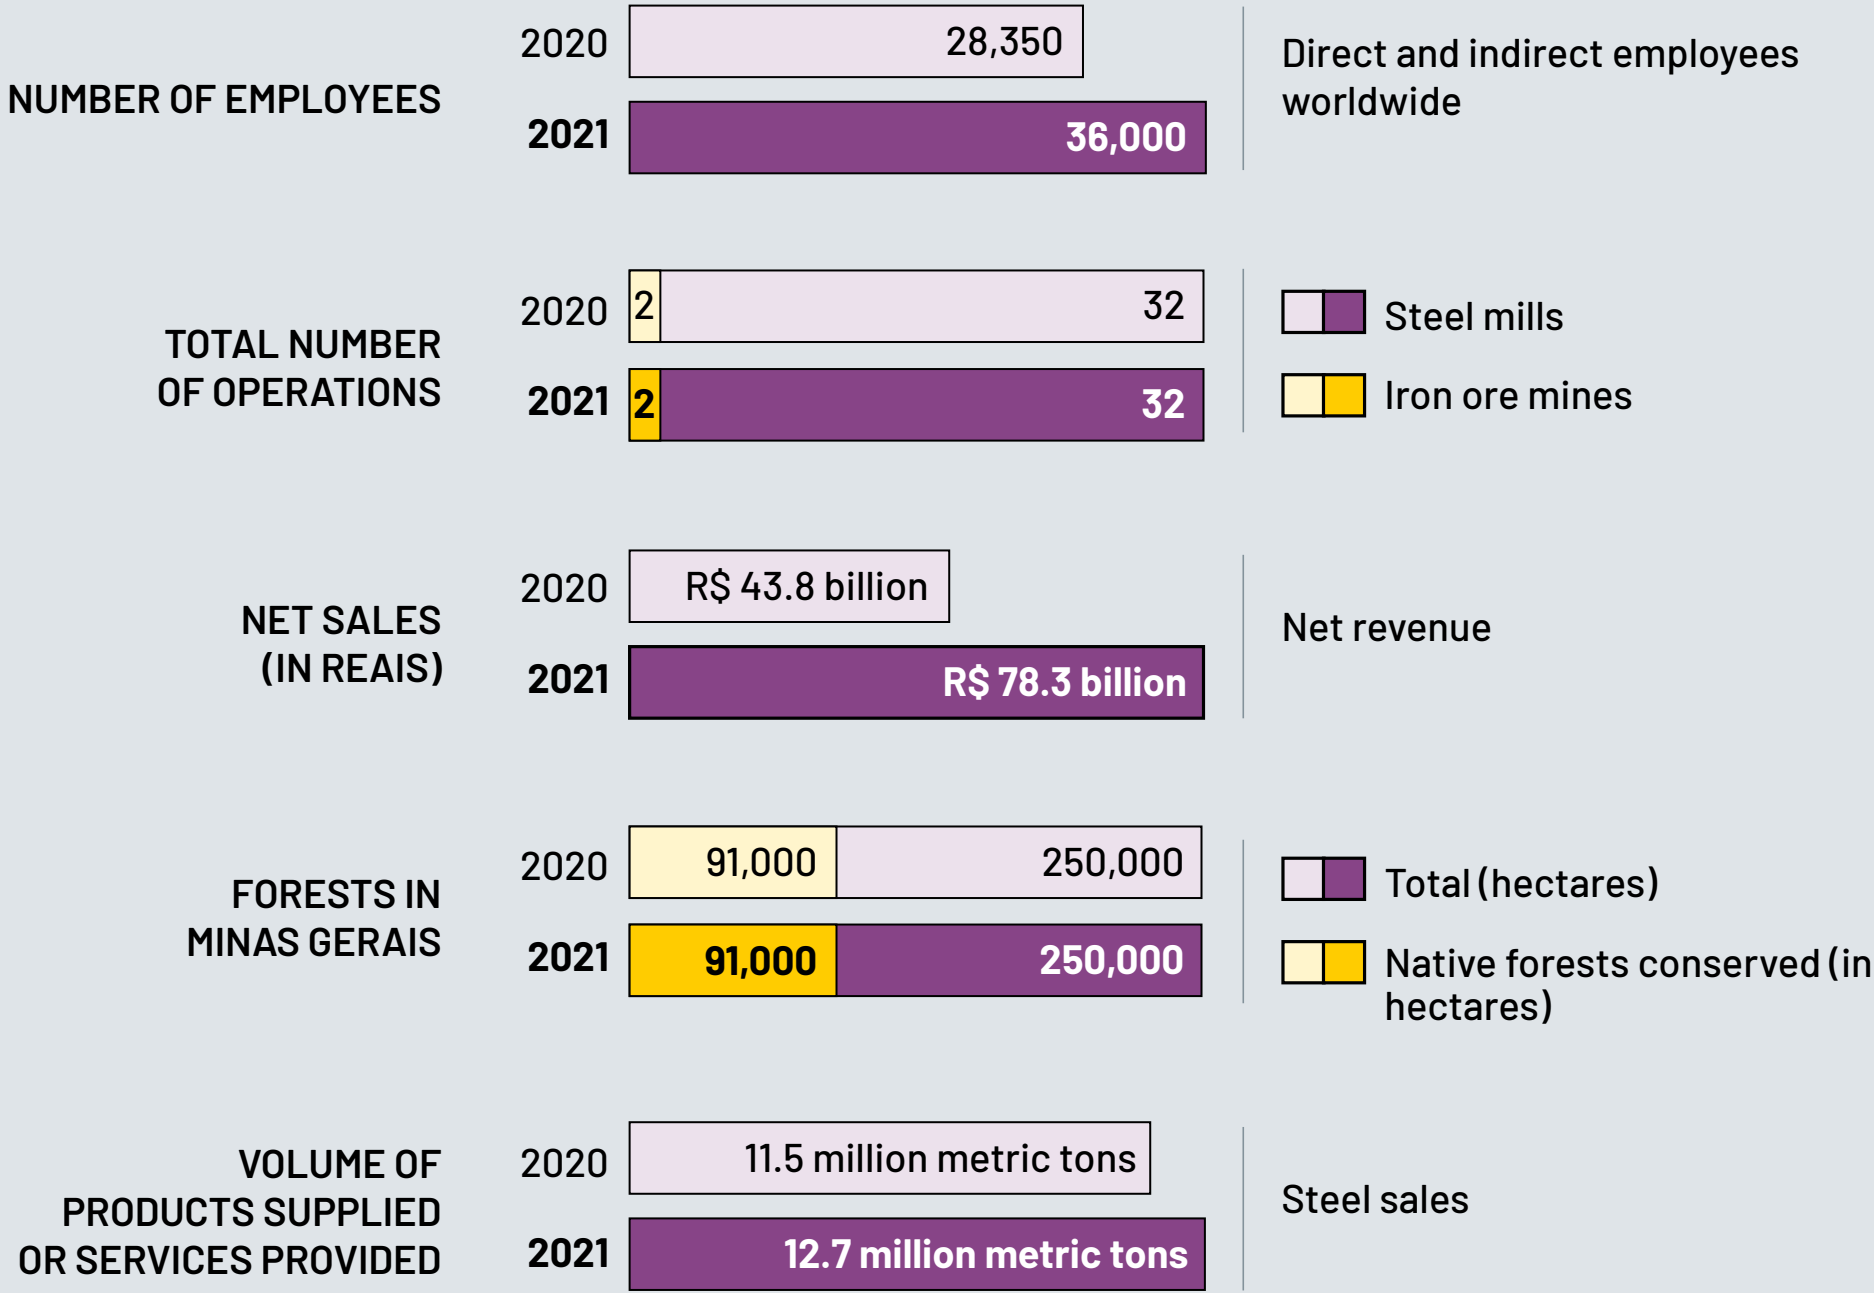 NUMBER OF EMPLOYEES
2020
28,350
2021
36,000
Direct and indirect employees
worldwide
TOTAL NUMBER
OF OPERATIONS
2020
2
32
2021
2
32
Steel mills
Iron ore mines
NET SALES
(IN REAIS)
2020
R$ 43.8 billion
2021
R$ 78.3 billion
Net revenue
FORESTS IN
MINAS GERAIS
2020
91,000
250,000
2021
91,000
250,000
Total (hectares)
Native forests conserved (in
hectares)
VOLUME OF
PRODUCTS SUPPLIED
OR SERVICES PROVIDED
2020
11.5 million metric tons
2021
12.7 million metric tons
Steel sales